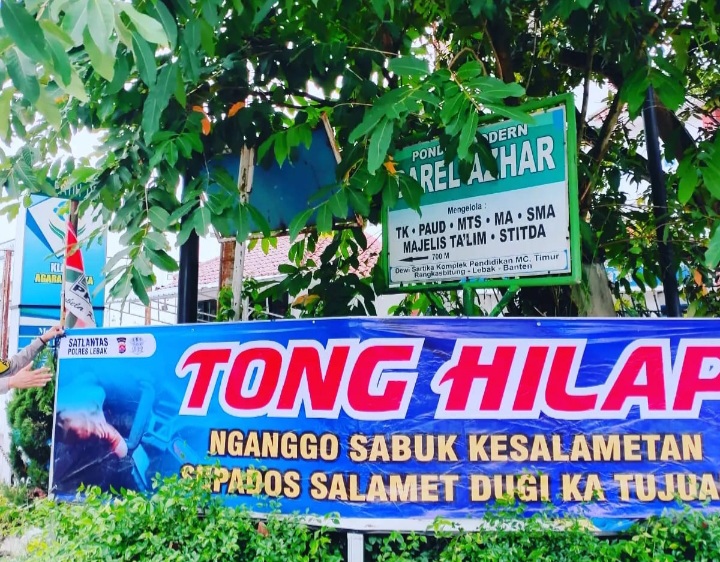 PONDOK MODERN
AREL AZHAR
Mengelola :
TK • PAUD • MTS • MA • SMA
MAJELIS TA'LIM • STITDA
700 M
Dewi Sartika Komplek Pendidikan MC. Timur
Rangkasbitung - Lebak - Banten
SATLANTAS
POLRES LEBAK
TONG HILAP
NGANGGO SABUK KESALAMETAN
SUPADOS SALAMET DUGI KA TUJUA